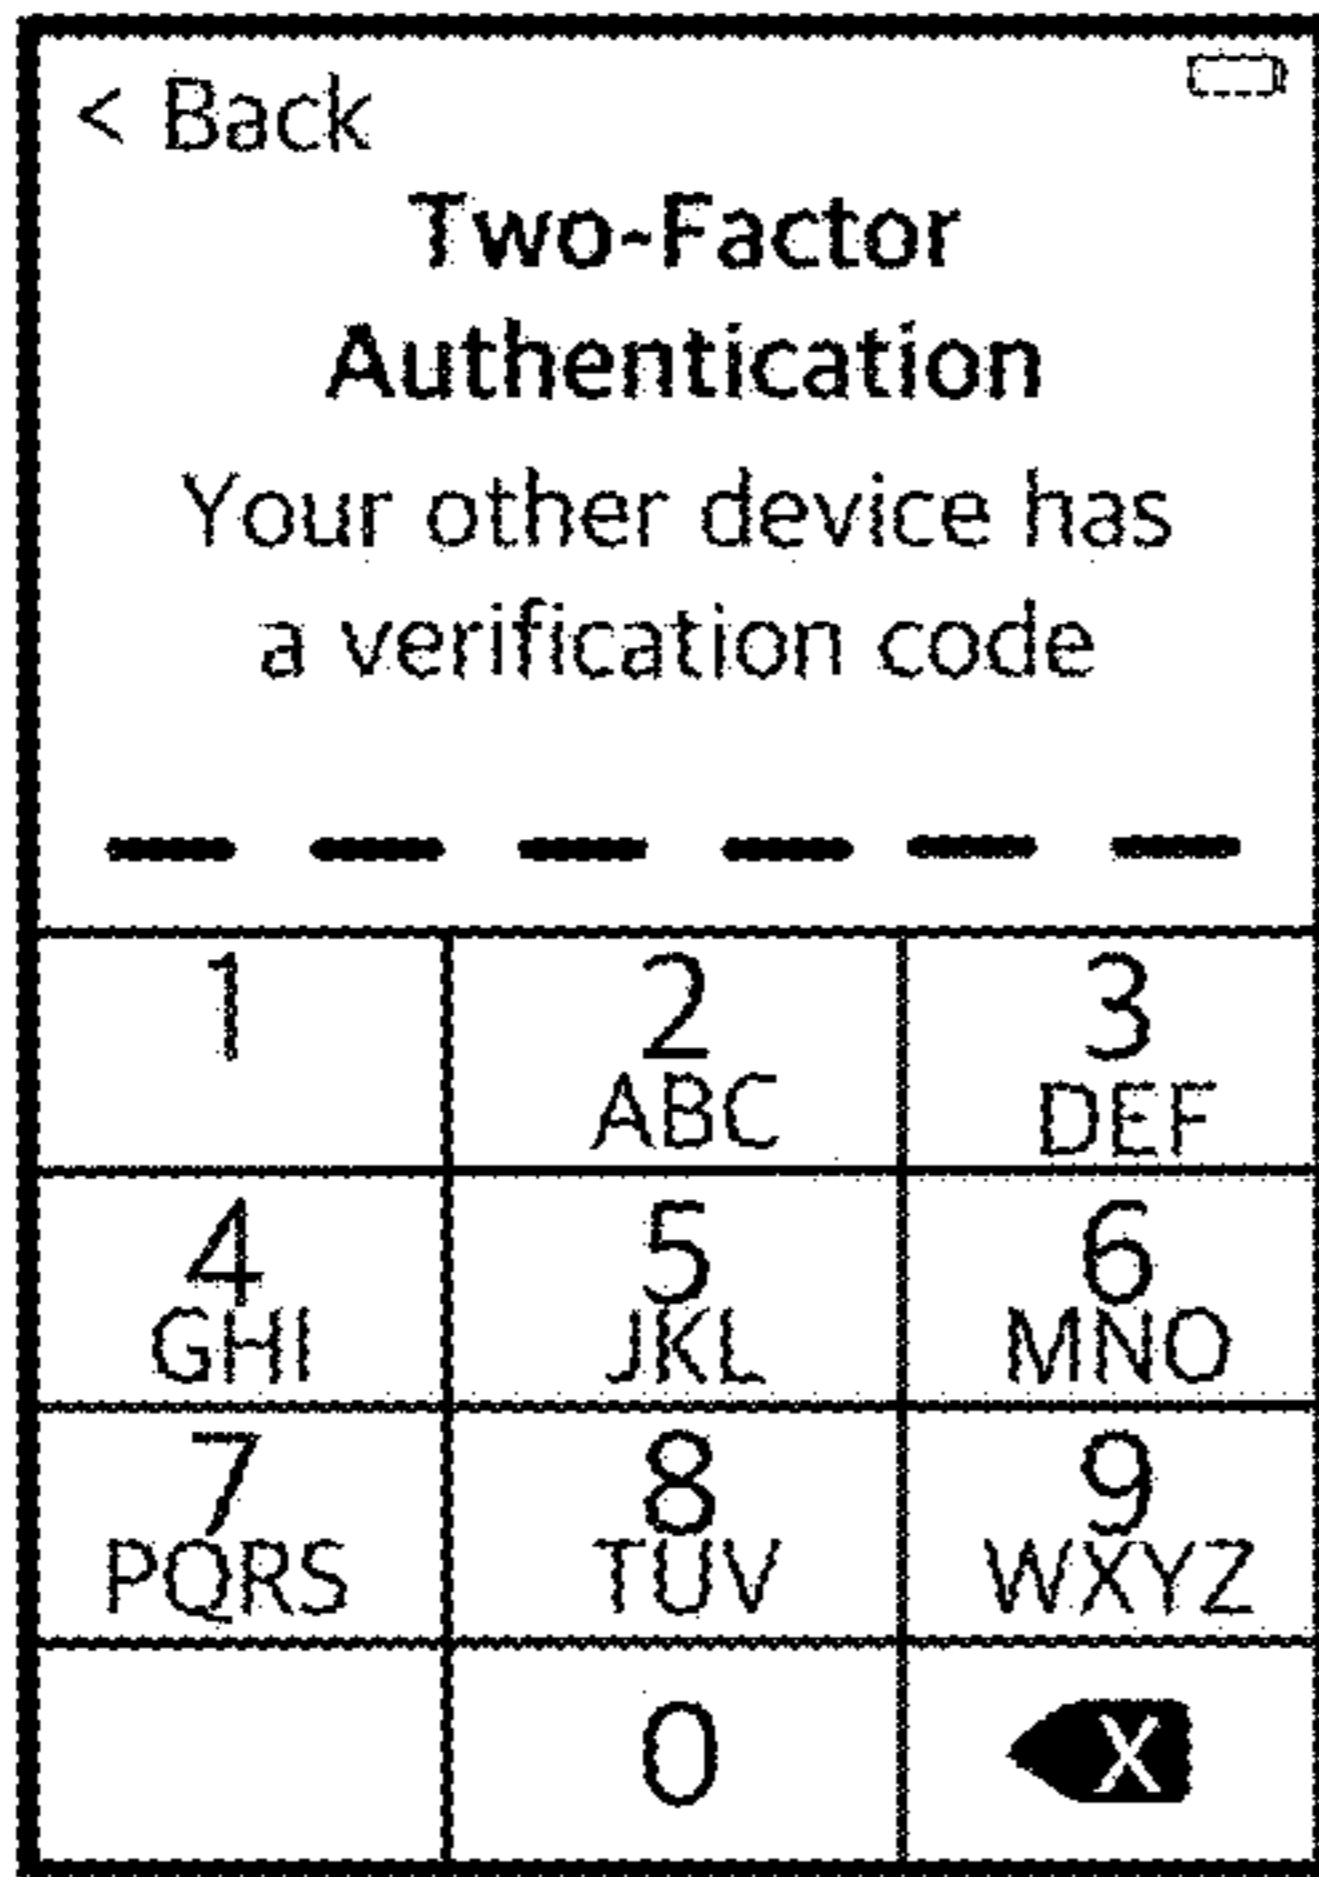 < Back
Two-Factor
Authentication
Your other device has
a verification code
1 2 3
ABC DEF
4 5 6
GHI JKL MNO
7 8 9
PQRS TUV WXYZ
0 X